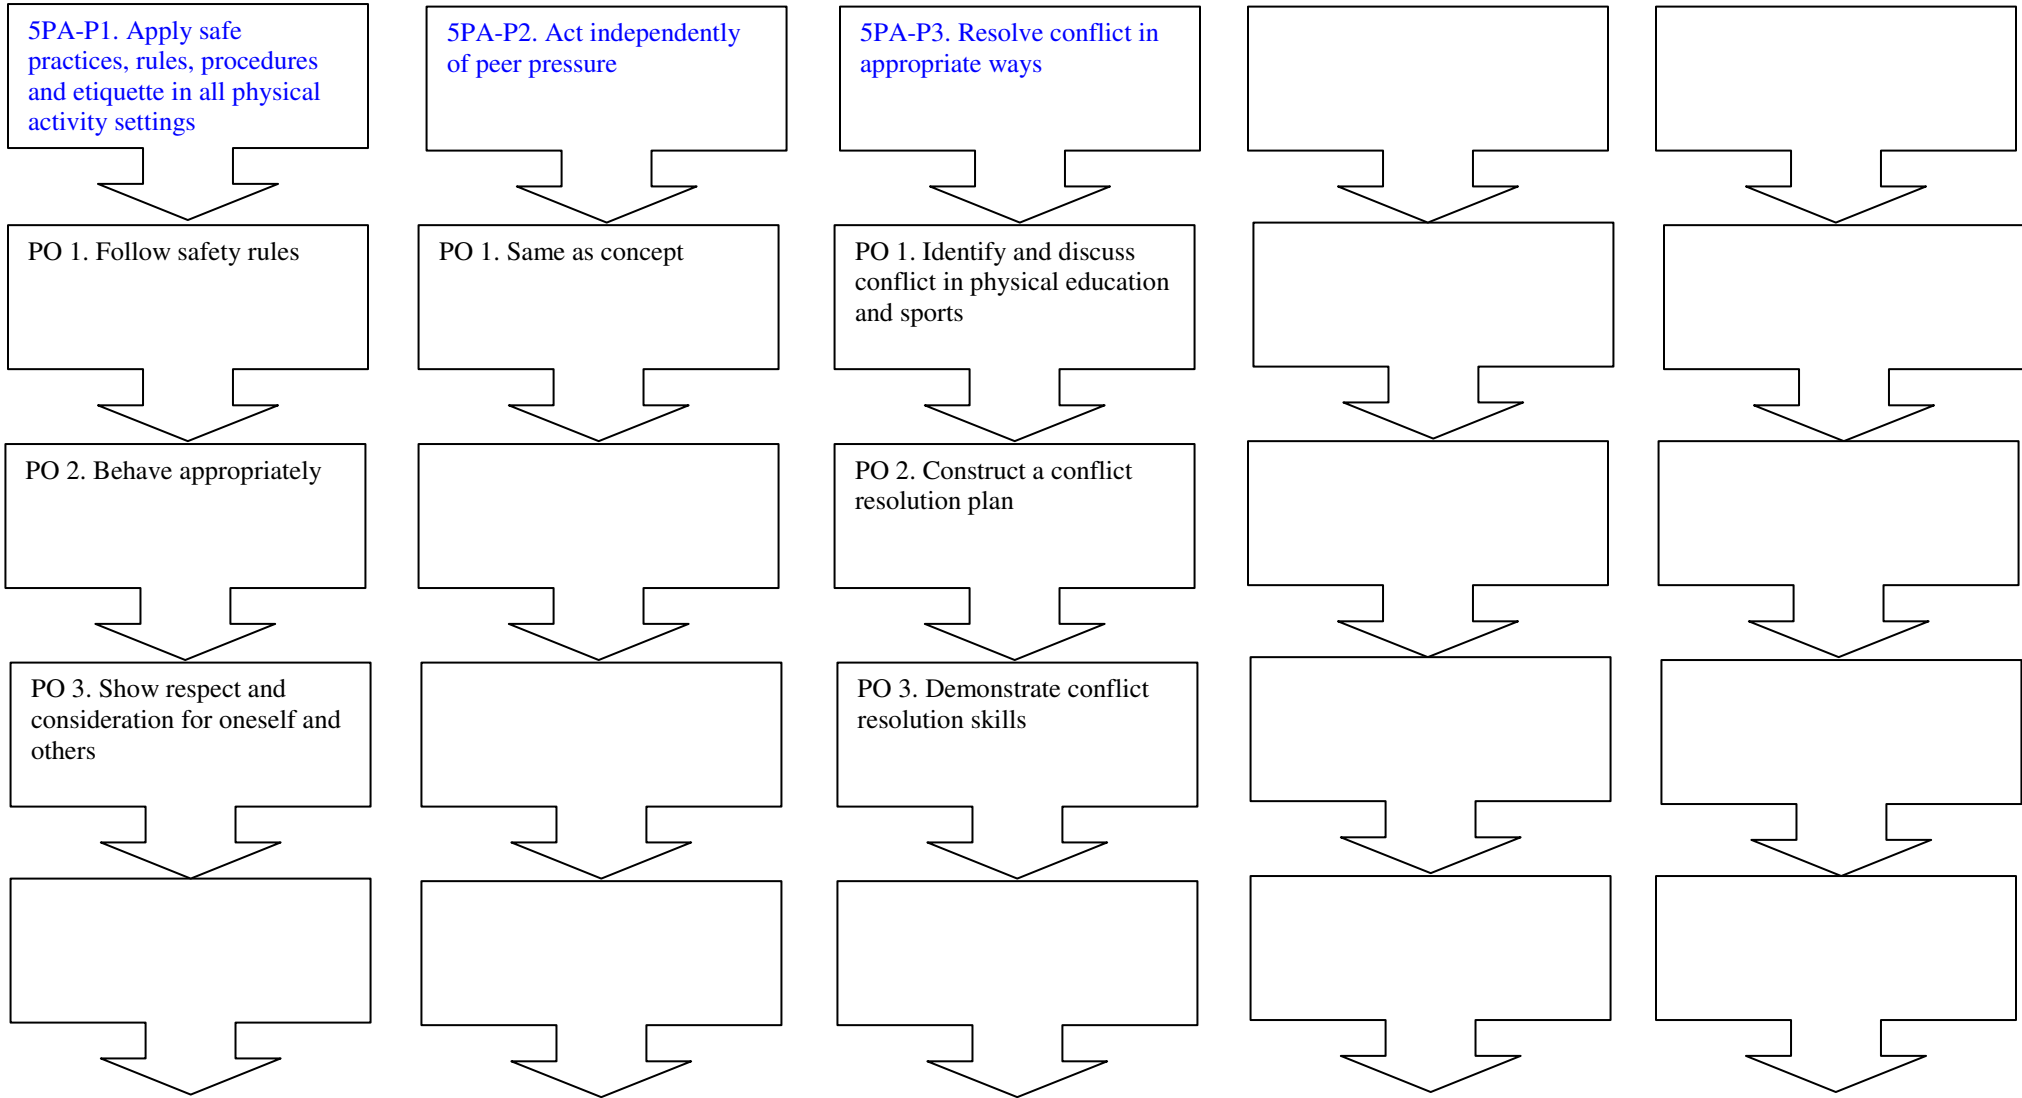 5PA-P1. Apply safe
practices, rules, procedures
and etiquette in all physical
activity settings
5PA-P2. Act independently
of peer pressure
5PA-P3. Resolve conflict in
appropriate ways
PO 1. Follow safety rules
PO 1. Same as concept
PO 1. Identify and discuss
conflict in physical education
and sports
PO 2. Behave appropriately
PO 2. Construct a conflict
resolution plan
PO 3. Show respect and
consideration for oneself and
others
PO 3. Demonstrate conflict
resolution skills